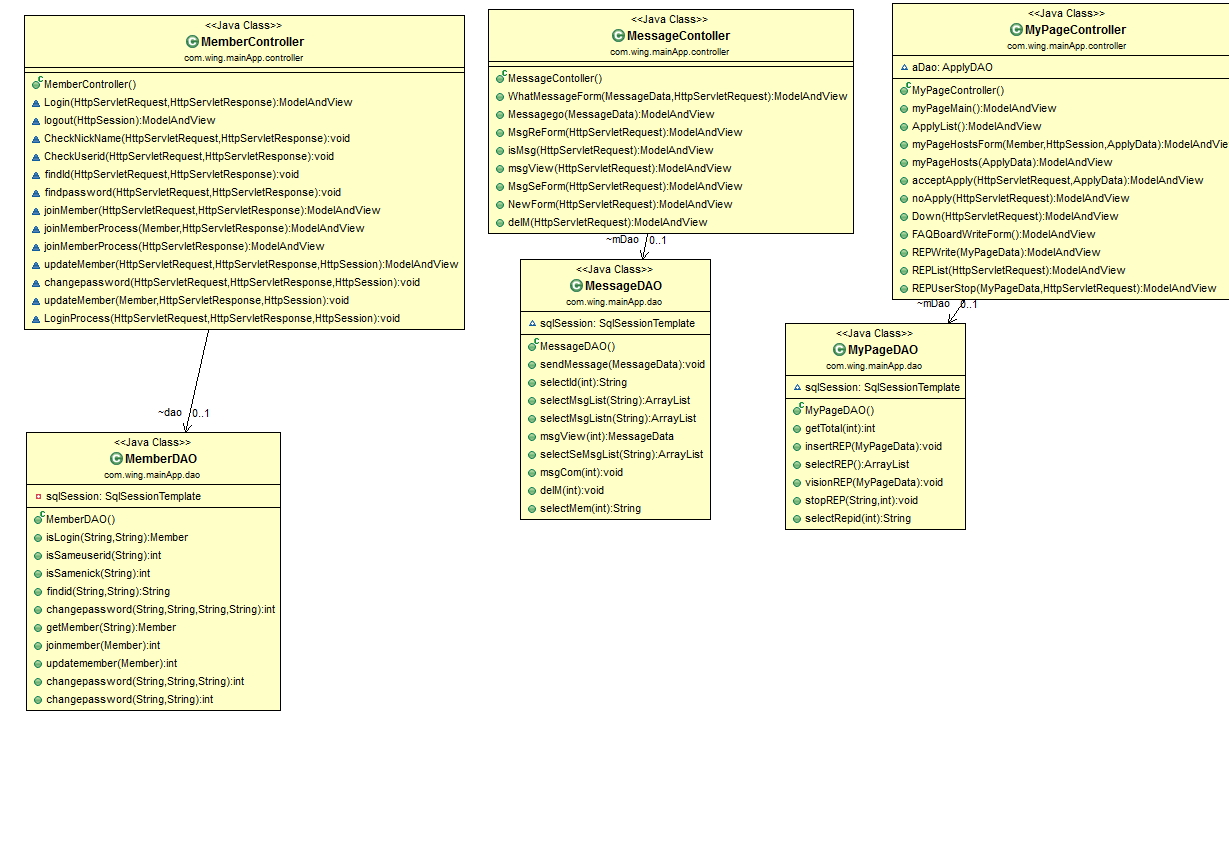 <<Java Class>>
MemberController
com.wing.mainApp.controller
MemberController()
Login(HttpServletRequest,HttpServletResponse):ModelAndView
logout(HttpSession):ModelAndView
CheckNickName(HttpServletRequest,HttpServletResponse):void
CheckUserid(HttpServletRequest,HttpServletResponse):void
findId(HttpServletRequest,HttpServletResponse):void
findpassword(HttpServletRequest,HttpServletResponse):void
joinMember(HttpServletRequest,HttpServletResponse):ModelAndView
joinMemberProcess(Member,HttpServletResponse):void
joinMemberProcess(HttpServletRequest,HttpServletResponse):ModelAndView
updateMember(HttpServletRequest,HttpServletResponse,HttpSession):ModelAndView
changepassword(HttpServletRequest,HttpServletResponse,HttpSession):void
updateMember(Member,HttpServletResponse,HttpSession):void
LoginProcess(HttpServletRequest,HttpServletResponse,HttpSession):void
~dao 0..1
<<Java Class>>
MemberDAO
com.wing.mainApp.dao
sqlSession: SqlSessionTemplate
MemberDAO()
isLogin(String,String):Member
isSameuserid(String):int
isSamenick(String):int
findid(String,String):String
changepassword(String,String,String,String):int
getMember(String):Member
joinmember(Member):int
updatemember(Member):int
changepassword(String,String,String):int
changepassword(String,String):int
<<Java Class>>
MessageContoller
com.wing.mainApp.controller
MessageContoller()
WhatMessageForm(MessageData,HttpServletRequest):ModelAndView
Messagego(MessageData):ModelAndView
MsgReForm(HttpServletRequest):ModelAndView
isMsg(HttpServletRequest):ModelAndView
msgView(HttpServletRequest):ModelAndView
MsgSeForm(HttpServletRequest):ModelAndView
NewForm(HttpServletRequest):ModelAndView
delM(HttpServletRequest):ModelAndView
~mDao 0..1
<<Java Class>>
MessageDAO
com.wing.mainApp.dao
sqlSession: SqlSessionTemplate
MessageDAO()
sendMessage(MessageData):void
selectId(int):String
selectMsgList(String):ArrayList
selectMsgListn(String):ArrayList
msgView(int):MessageData
selectSeMsgList(String):ArrayList
msgCom(int):void
delM(int):void
selectMem(int):String
<<Java Class>>
MyPageController
com.wing.mainApp.controller
aDao: ApplyDAO
MyPageController()
myPageMain():ModelAndView
ApplyList():ModelAndView
myPageHostsForm(Member,HttpSession,ApplyData):ModelAndVie
myPageHosts(ApplyData):ModelAndView
acceptApply(HttpServletRequest,ApplyData):ModelAndView
noApply(HttpServletRequest):ModelAndView
Down(HttpServletRequest):ModelAndView
FAQBoardWriteForm():ModelAndView
REPWrite(MyPageData):ModelAndView
REPList(HttpServletRequest):ModelAndView
REPUserStop(MyPageData,HttpServletRequest):ModelAndView
~mDao 0..1
<<Java Class>>
MyPageDAO
com.wing.mainApp.dao
sqlSession: SqlSessionTemplate
MyPageDAO()
getTotal(int):int
insertREP(MyPageData):void
selectREP():ArrayList
visionREP(MyPageData):void
stopREP(String,int):void
selectRepid(int):String